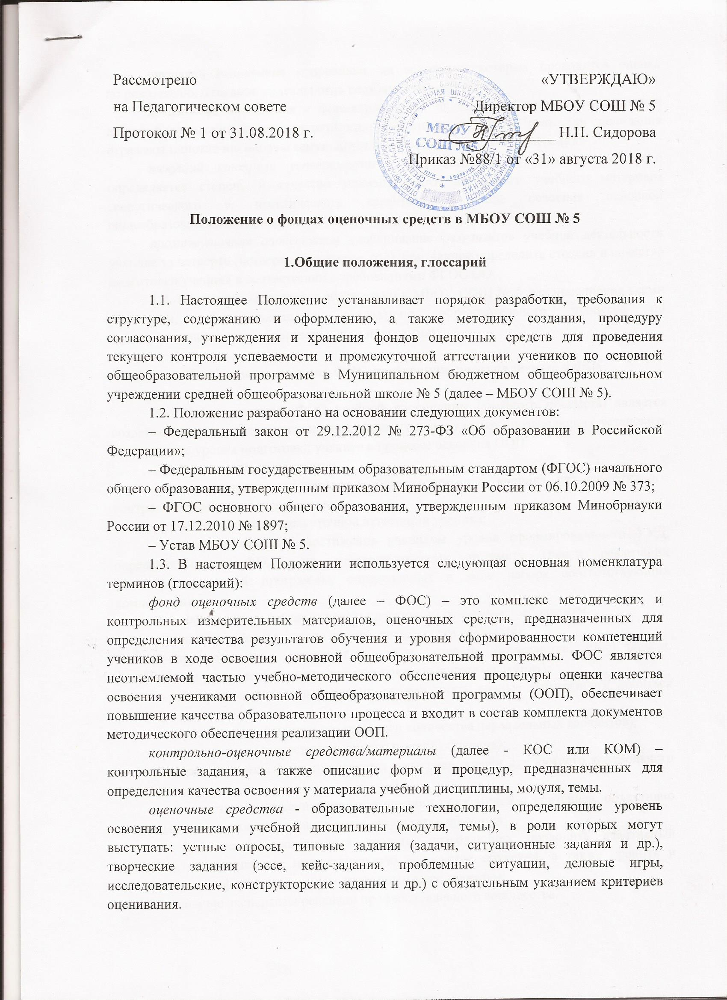 Рассмотрено
«УТВЕРЖДАЮ»
на Педагогическом совете
Директор МБОУ СОШ № 5
Протокол № 1 от 31.08.2018 г.
Н.Н. Сидорова
Приказ №88/1 от «31» августа 2018 г.
МБОУ
СОШ №5
Положение о фондах оценочных средств в МБОУ СОШ № 5
1.Общие положения, глоссарий
1.1. Настоящее Положение устанавливает порядок разработки, требования к
структуре, содержанию и оформлению, а также методику создания, процедуру
согласования, утверждения и хранения фондов оценочных средств для проведения
текущего контроля успеваемости и промежуточной аттестации учеников по основной
общеобразовательной программе в Муниципальном бюджетном общеобразовательном
учреждении средней общеобразовательной школе № 5 (далее – МБОУ СОШ № 5).
1.2. Положение разработано на основании следующих документов:
– Федеральный закон от 29.12.2012 № 273-ФЗ «Об образовании в Российской
Федерации»;
– Федеральным государственным образовательным стандартом (ФГОС) начального
общего образования, утвержденным приказом Минобрнауки России от 06.10.2009 № 373;
– ФГОС основного общего образования, утвержденным приказом Минобрнауки
России от 17.12.2010 № 1897;
– Устав МБОУ СОШ № 5.
1.3. В настоящем Положении используется следующая основная номенклатура
терминов (глоссарий):
фонд оценочных средств (далее – ФОС) – это комплекс методических и
контрольных измерительных материалов, оценочных средств, предназначенных для
определения качества результатов обучения и уровня сформированности компетенций
учеников в ходе освоения основной общеобразовательной программы. ФОС является
неотъемлемой частью учебно-методического обеспечения процедуры оценки качества
освоения учениками основной общеобразовательной программы (ООП), обеспечивает
повышение качества образовательного процесса и входит в состав комплекта документов
методического обеспечения реализации ООП.
контрольно-оценочные средства/материалы (далее - КОС или КОМ) –
контрольные задания, а также описание форм и процедур, предназначенных для
определения качества освоения у материала учебной дисциплины, модуля, темы.
оценочные средства - образовательные технологии, определяющие уровень
освоения учениками учебной дисциплины (модуля, темы), в роли которых могут
выступать: устные опросы, типовые задания (задачи, ситуационные задания и др.),
творческие задания (эссе, кейс-задания, проблемные ситуации, деловые игры,
исследовательские, конструкторские задания и др.) с обязательным указанием критериев
оценивания.